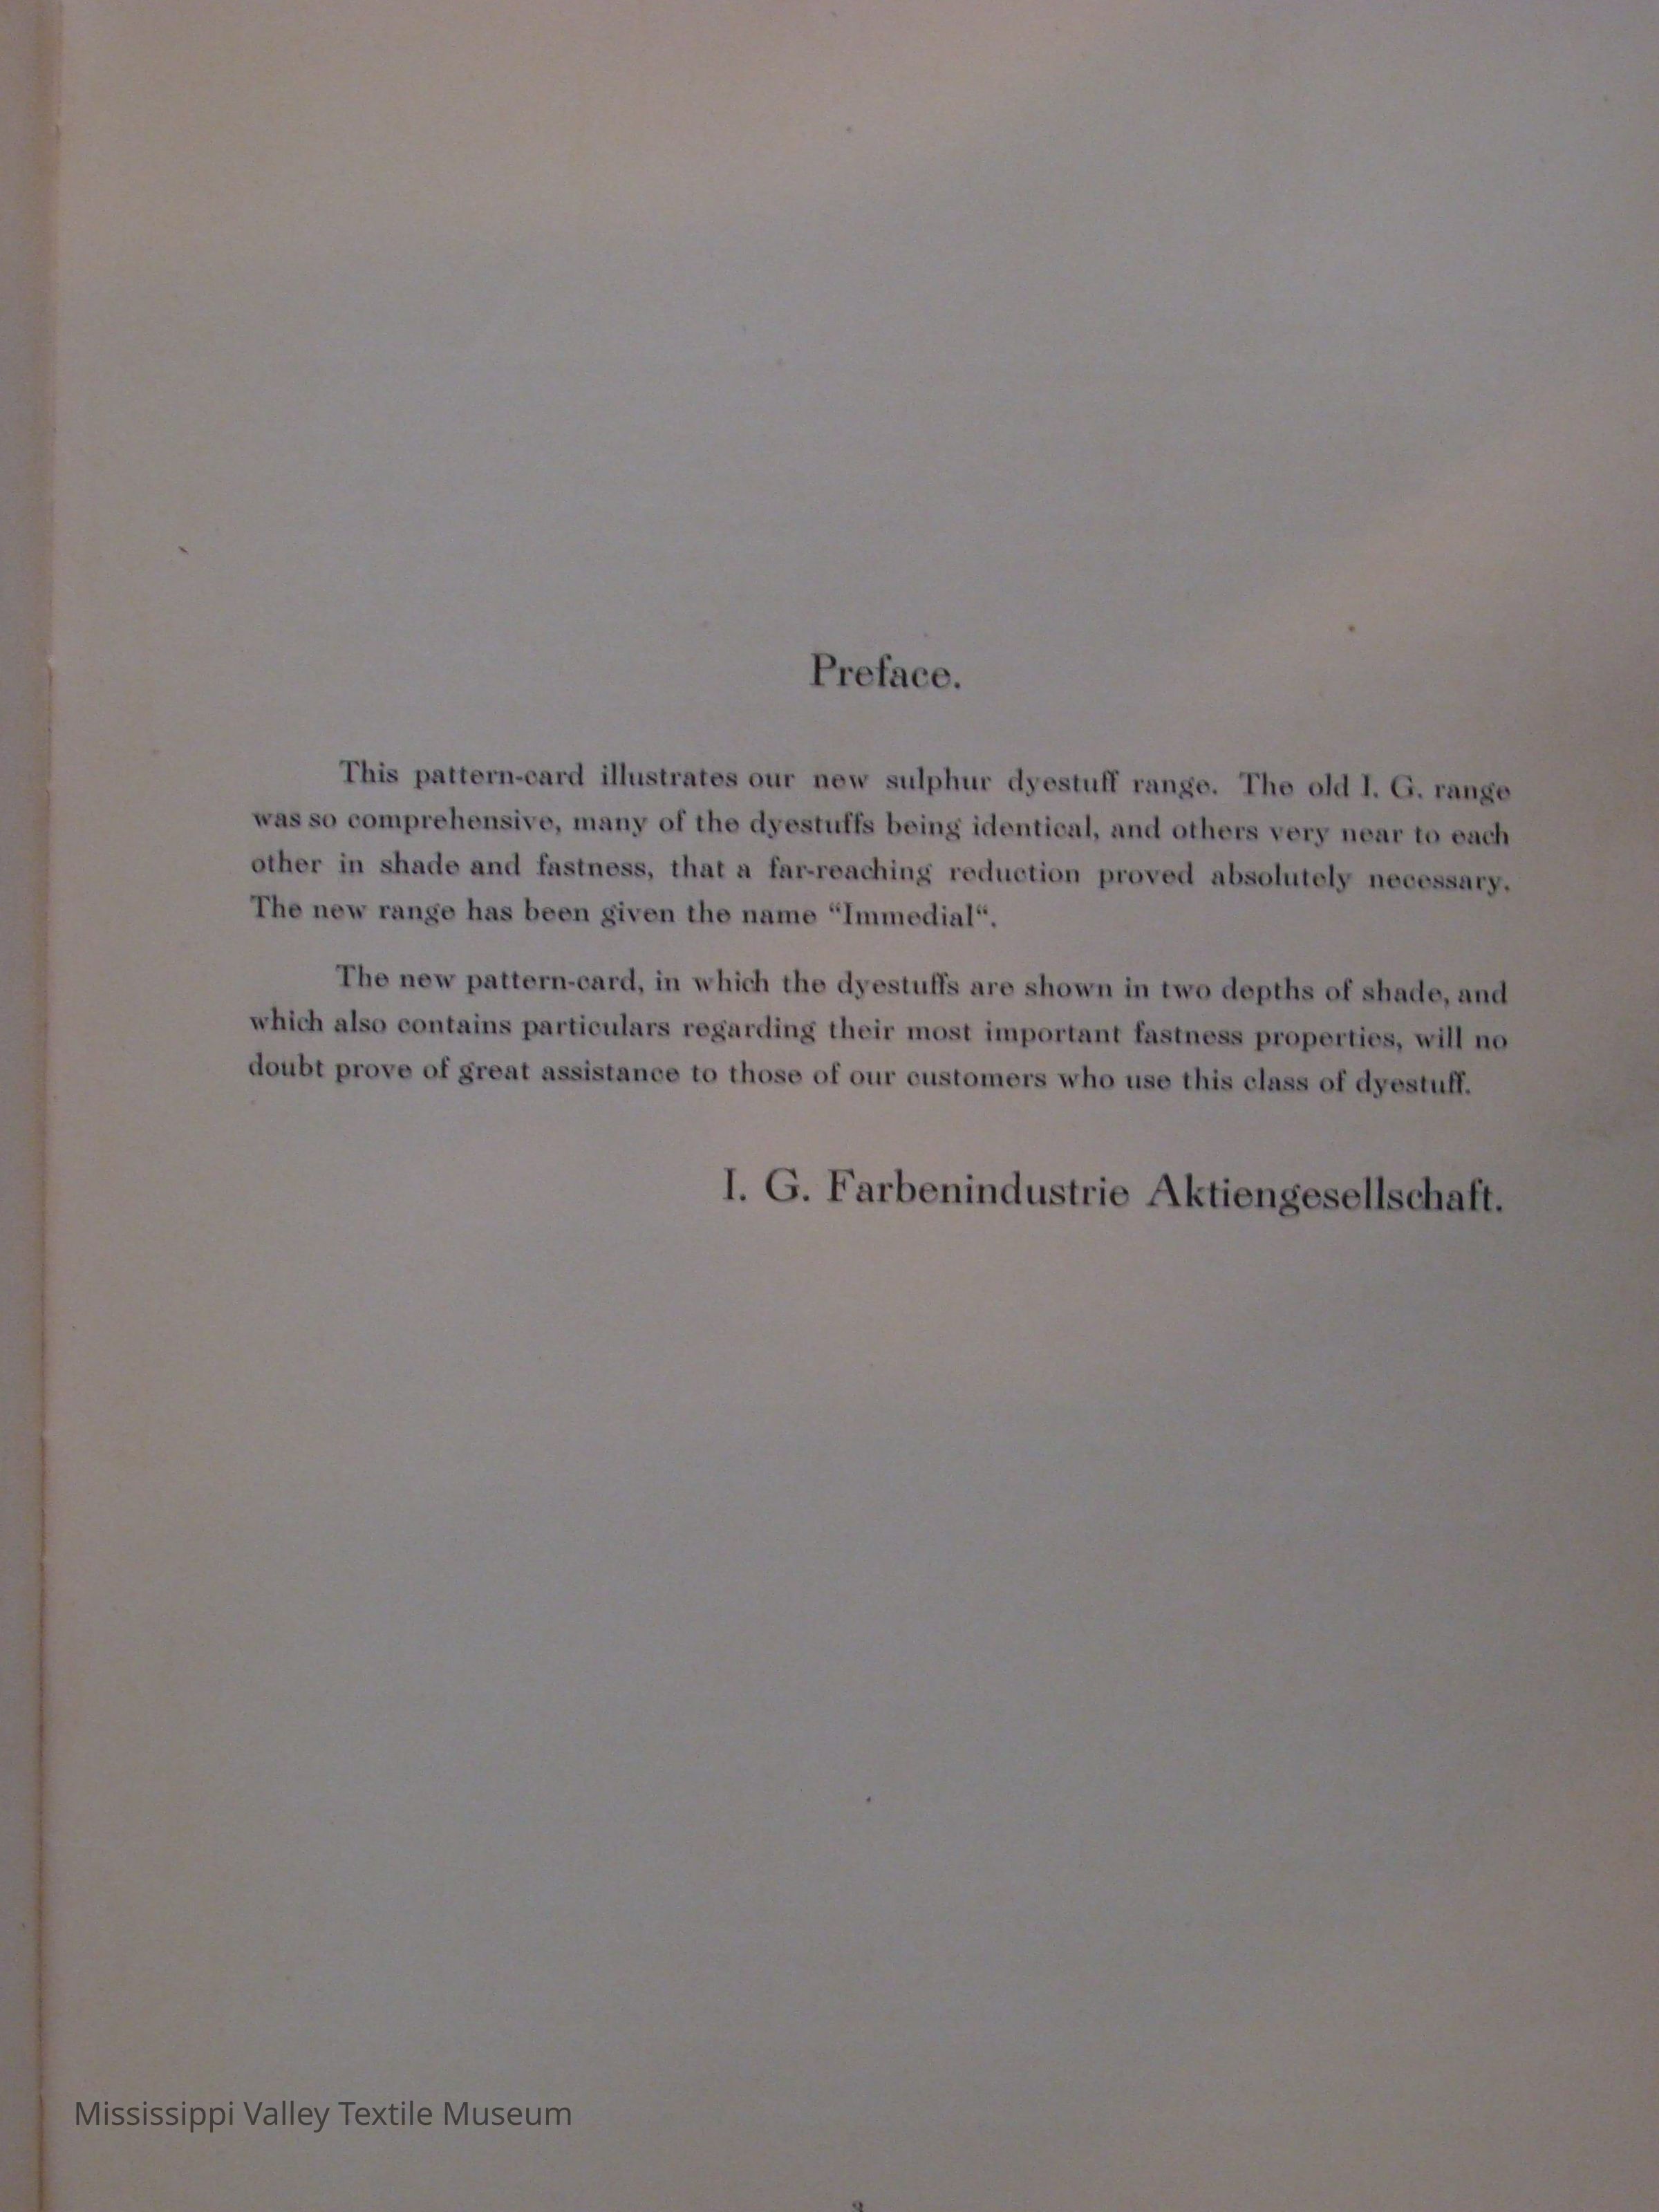 Preface.
This pattern-card illustrates our new sulphur dyestuff range. The old I. G. range
was so comprehensive, many of the dyestuffs being identical, and others very near to each
other in shade and fastness, that a far-reaching reduction proved absolutely necessary.
The new range has been given the name “Immedial“.
The new pattern-card, in which the dyestuffs are shown in two depths of shade, and
which also contains particulars regarding their most important fastness properties, will no
doubt prove of great assistance to those of our customers who use this class of dyestuff.
I. G. Farbenindustrie Aktiengesellschaft.
Mississippi Valley Textile Museum